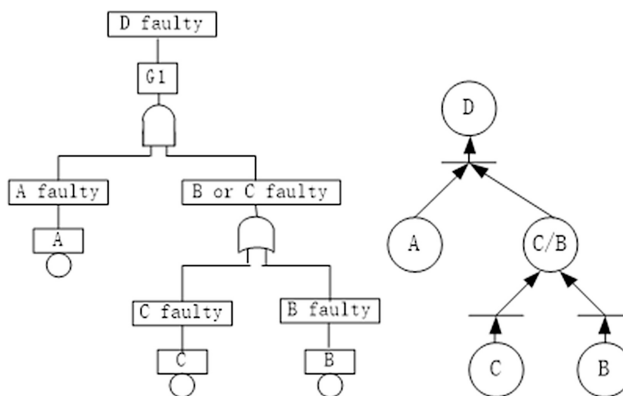 D faulty
G1
A faulty
B or C faulty
A
C faulty
B faulty
C
B
D
A
C/B
C
B